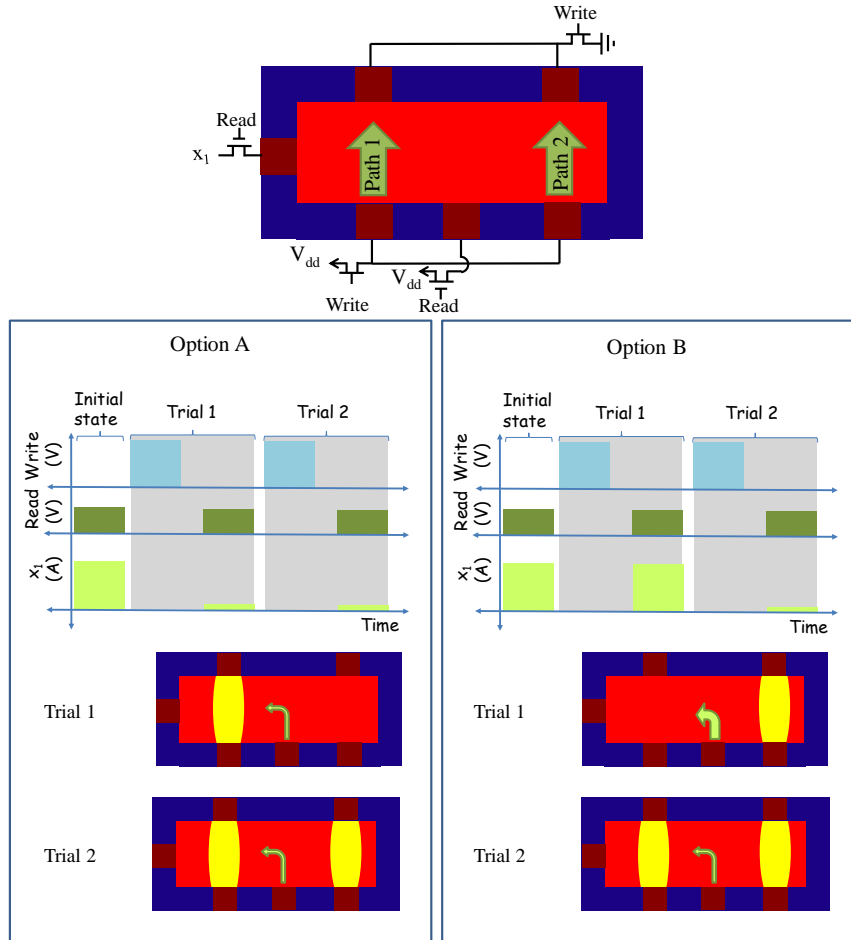 Write
Read
x1
Path 1
Path 2
Vdd
Write
Vdd
Read
Option A
Initial state
Trial 1
Trial 2
Write (V)
Read (V)
x1 (A)
Time
Trial 1
Trial 2
Option B
Initial state
Trial 1
Trial 2
Write (V)
Read (V)
x1 (A)
Time
Trial 1
Trial 2